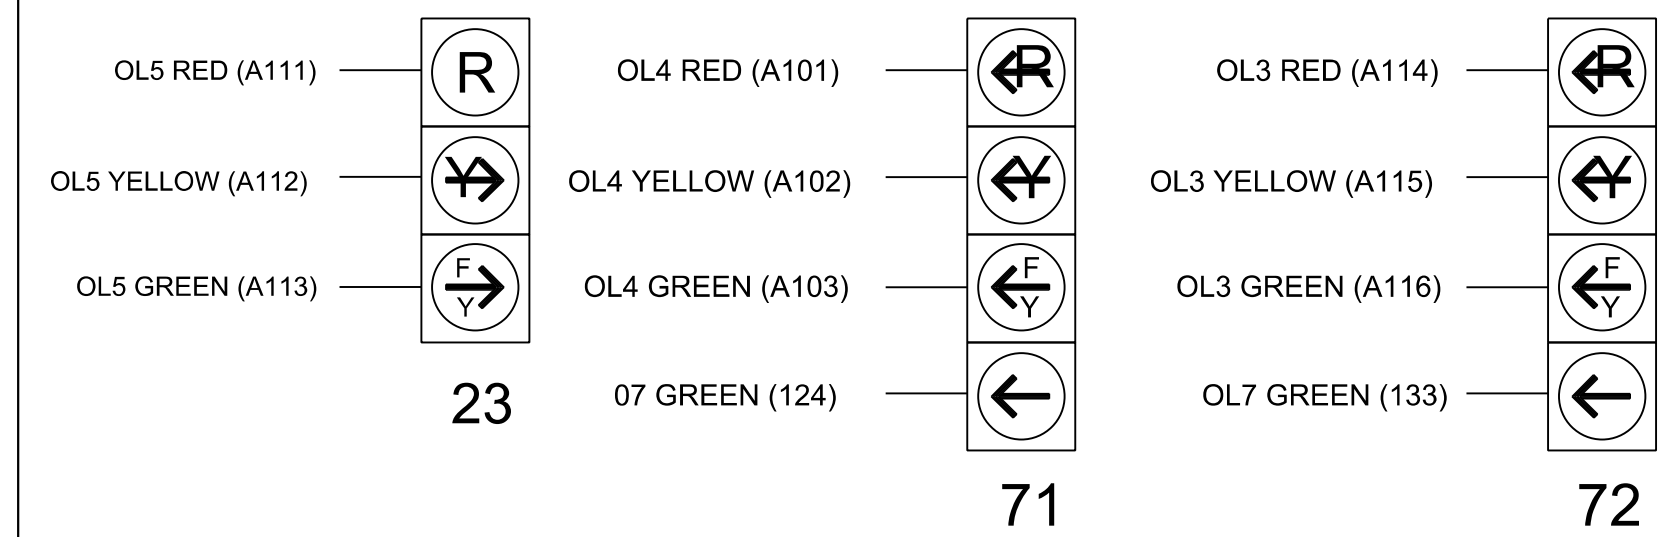 OL5 RED (A111)
R
OL5 YELLOW (A112)
Y
OL5 GREEN (A113)
F
Y
23
OL4 RED (A101)
R
OL4 YELLOW (A102)
Y
OL4 GREEN (A103)
F
Y
07 GREEN (124)
71
OL3 RED (A114)
R
OL3 YELLOW (A115)
Y
OL3 GREEN (A116)
F
Y
OL7 GREEN (133)
72